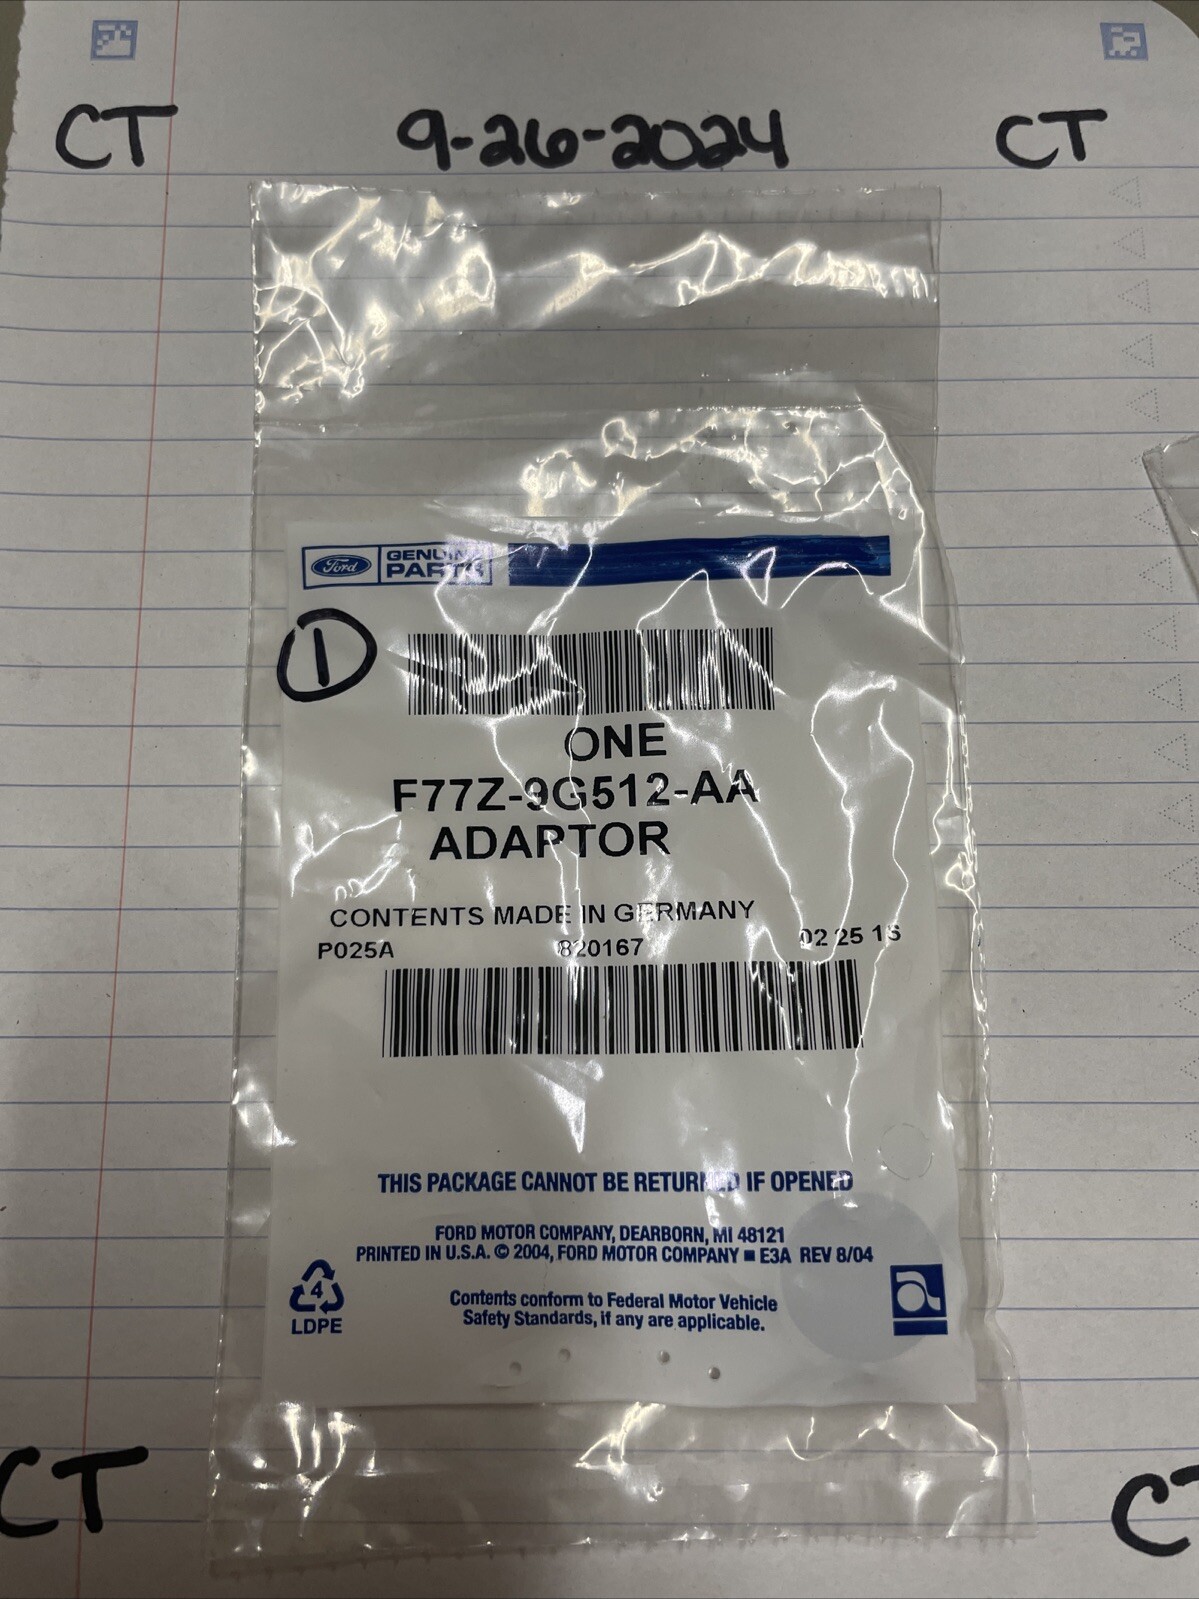 CT 9-26-2024 CT
Ford GENUINE PARTS
1
ONE
F77Z-9G512-AA
ADAPTOR
CONTENTS MADE IN GERMANY
P025A 820167 02 25 16
THIS PACKAGE CANNOT BE RETURNED IF OPENED
FORD MOTOR COMPANY, DEARBORN, MI 48121
PRINTED IN U.S.A. © 2004, FORD MOTOR COMPANY ■ E3A REV 8/04
Contents conform to Federal Motor Vehicle
Safety Standards, if any are applicable.
4
LDPE
CT CT